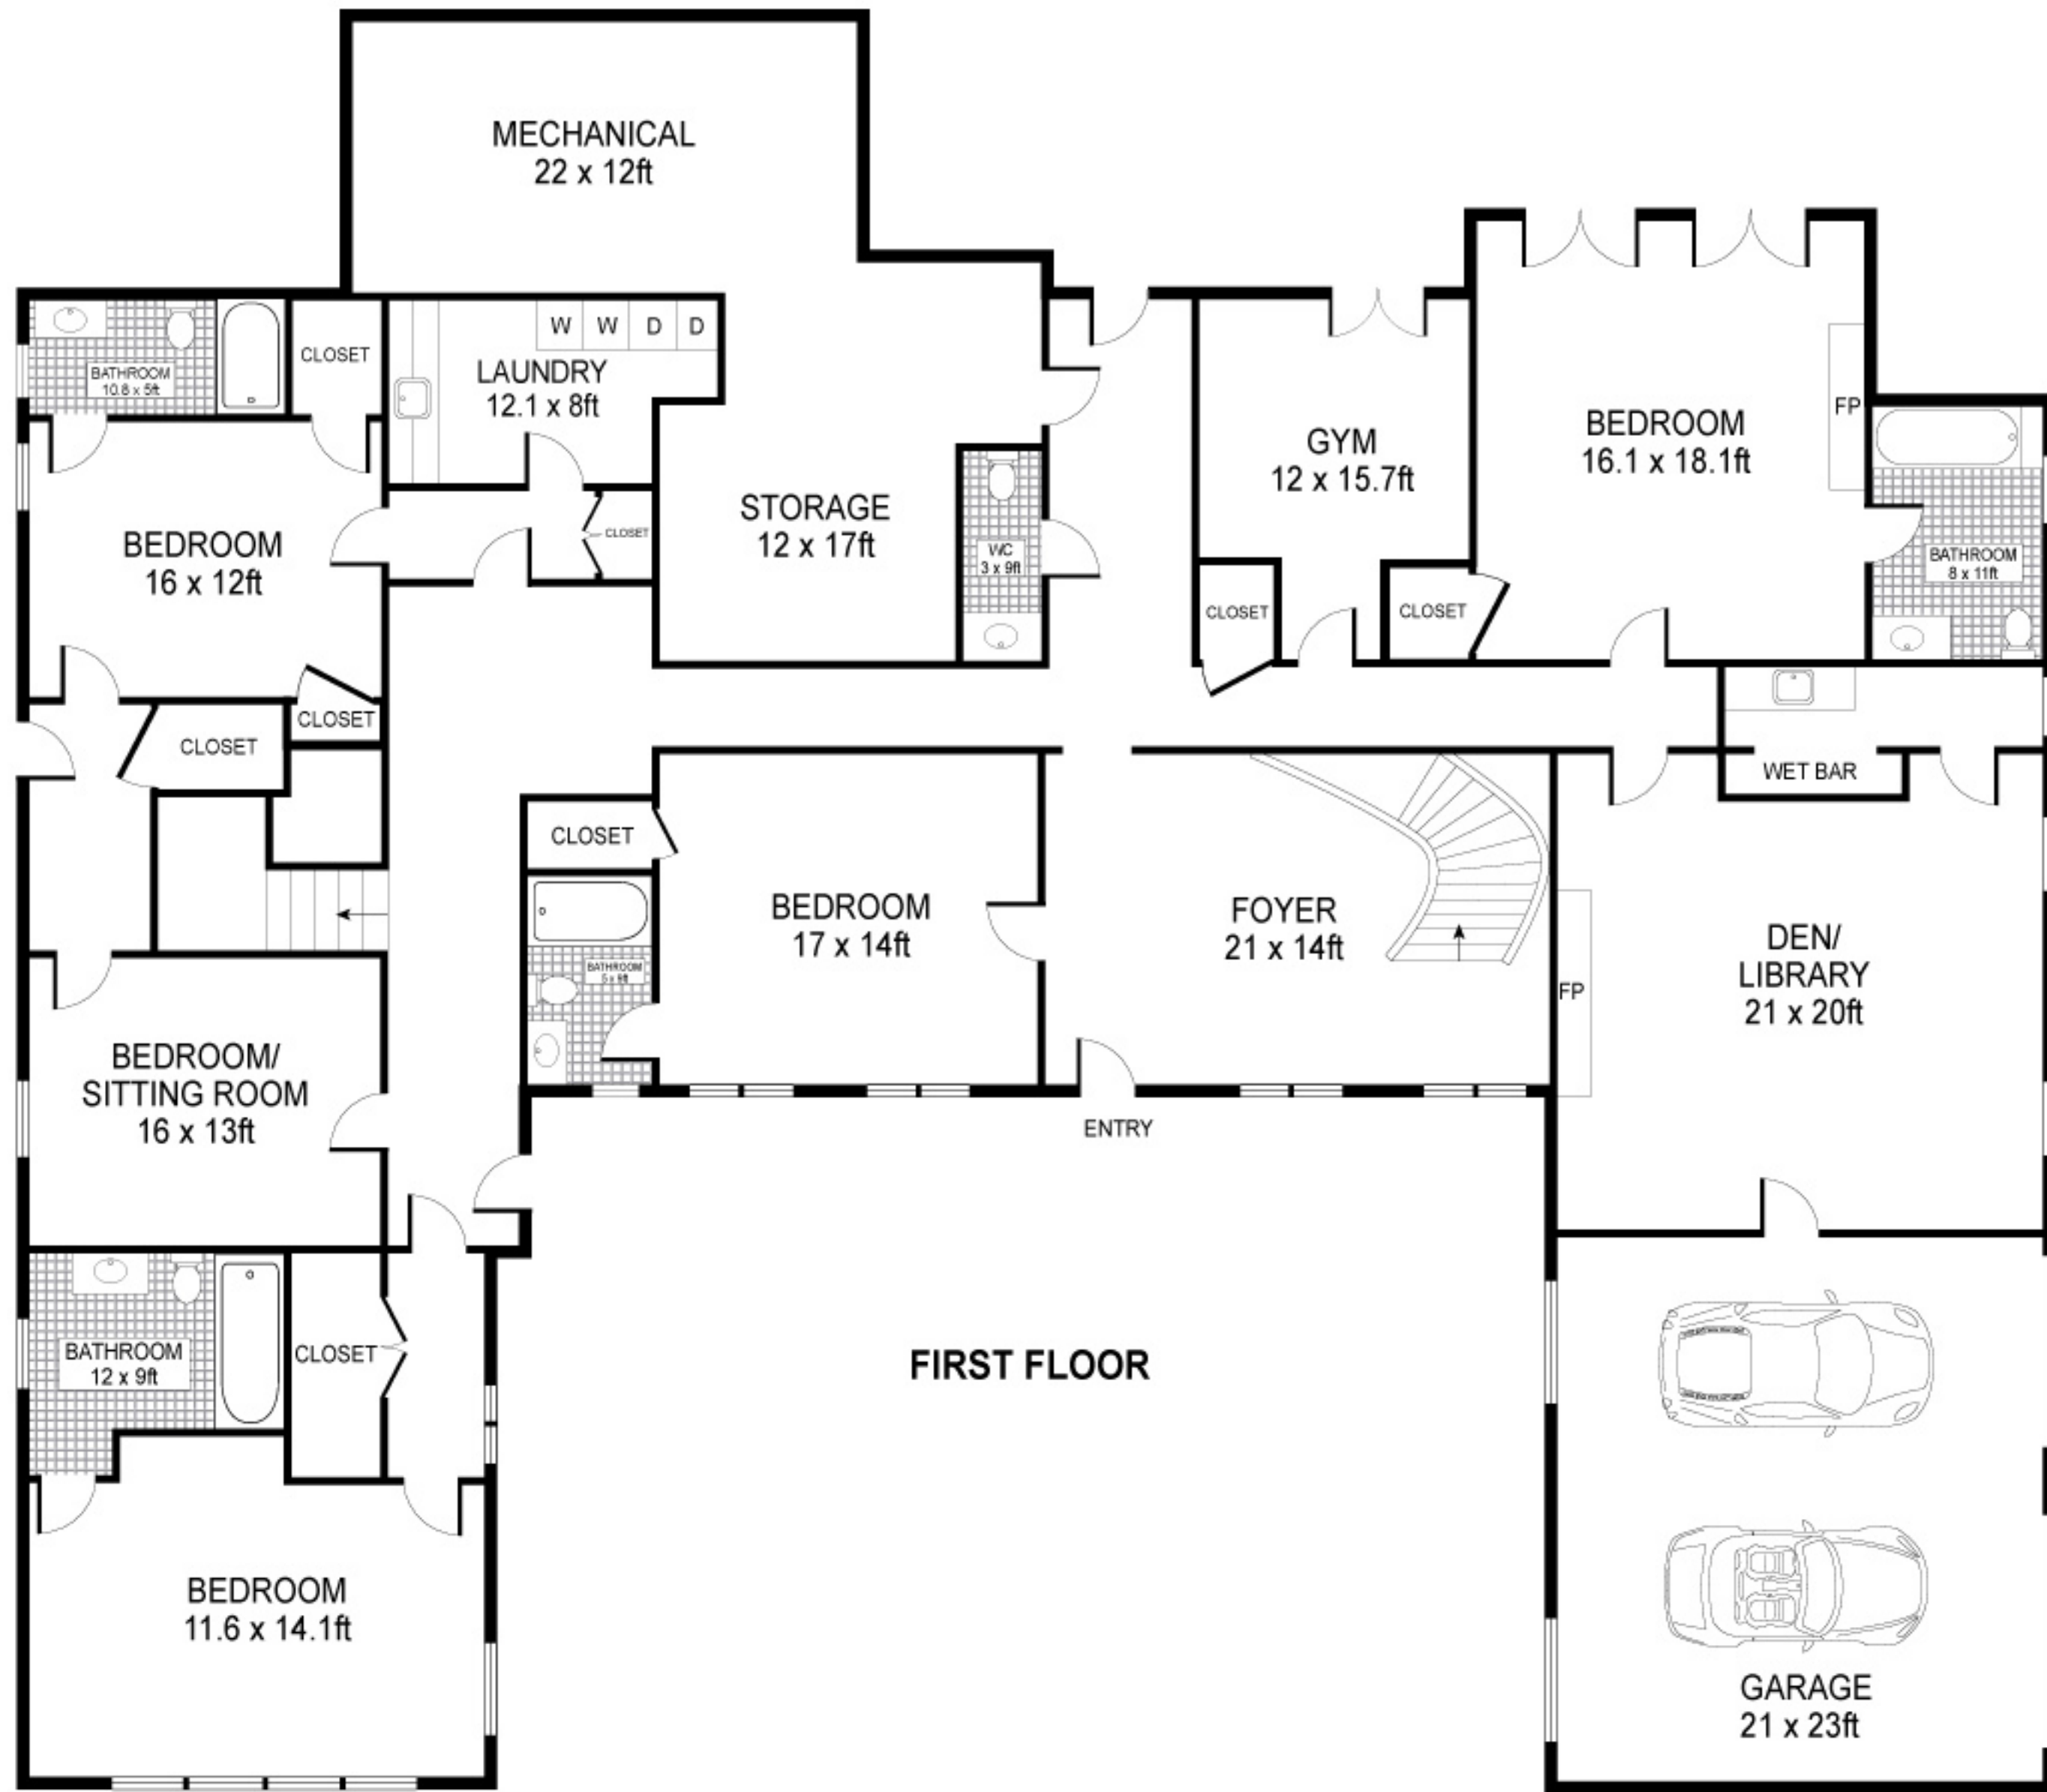 MECHANICAL
22 x 12ft
BATHROOM
10.8 x 5ft
CLOSET
W W D D
LAUNDRY
12.1 x 8ft
BEDROOM
16 x 12ft
CLOSET
STORAGE
12 x 17ft
WC
3 x 9ft
GYM
12 x 15.7ft
CLOSET
CLOSET
BEDROOM
16.1 x 18.1ft
FP
BATHROOM
8 x 11ft
CLOSET
CLOSET
WET BAR
CLOSET
BATHROOM
BEDROOM
17 x 14ft
FOYER
21 x 14ft
FP
DEN/
LIBRARY
21 x 20ft
BEDROOM/
SITTING ROOM
16 x 13ft
ENTRY
BATHROOM
12 x 9ft
CLOSET
FIRST FLOOR
BEDROOM
11.6 x 14.1ft
GARAGE
21 x 23ft